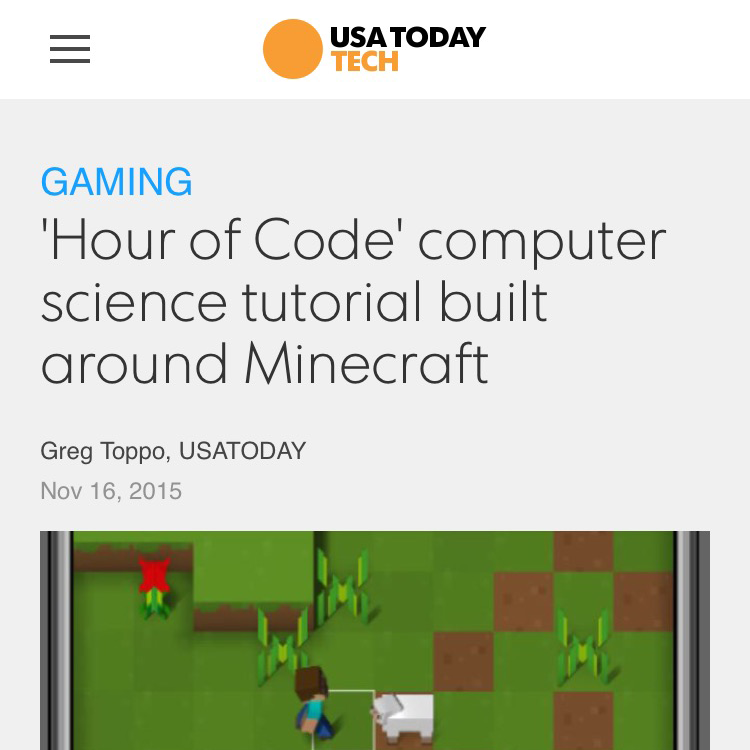 USA TODAY
TECH
GAMING
'Hour of Code' computer
science tutorial built
around Minecraft
Greg Toppo, USATODAY
Nov 16, 2015